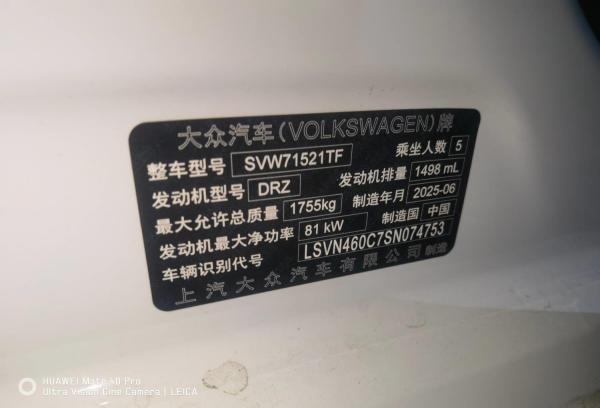 大众汽车(VOLKSWAGEN)牌
整车型号 SVW71521TF 乘坐人数 5
发动机型号 DRZ 发动机排量 1498 mL
最大允许总质量 1755kg 制造年月 2025-06
发动机最大净功率 81 kW 制造国 中国
车辆识别代号 LSVN460C7SN074753
上汽大众汽车有限公司 制造
HUAWEI Mate 40 Pro
Ultra Vision Cine Camera | LEICA